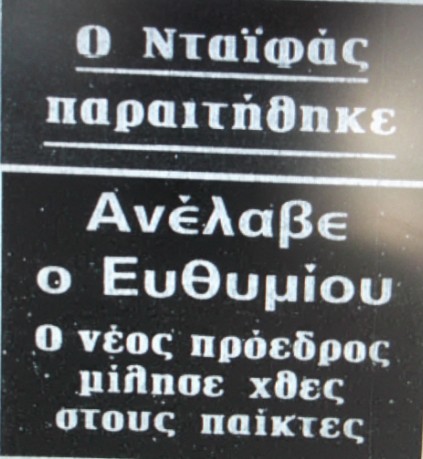 Ο Νταϊφάς
παραιτήθηκε
Ανέλαβε
ο Ευθυμίου
Ο νέος πρόεδρος
μίλησε χθες
στους παίκτες